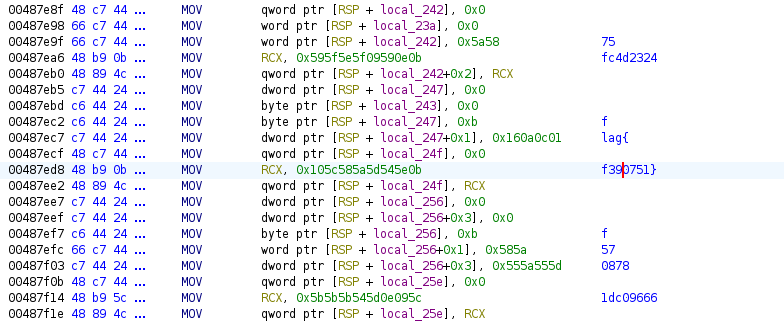 00487e8f 48 c7 44 ... MOV qword ptr [RSP + local_242], 0x0
00487e98 66 c7 44 ... MOV word ptr [RSP + local_23a], 0x0
00487e9f 66 c7 44 ... MOV word ptr [RSP + local_242], 0x5a58 75
00487ea6 48 b9 0b ... MOV RCX, 0x595f5e5f09590e0b fc4d2324
00487eb0 48 89 4c ... MOV qword ptr [RSP + local_242+0x2], RCX
00487eb5 c7 44 24 ... MOV dword ptr [RSP + local_247], 0x0
00487ebd c6 44 24 ... MOV byte ptr [RSP + local_243], 0x0
00487ec2 c6 44 24 ... MOV byte ptr [RSP + local_247], 0xb f
00487ec7 c7 44 24 ... MOV dword ptr [RSP + local_247+0x1], 0x160a0c01 lag{
00487ecf 48 c7 44 ... MOV qword ptr [RSP + local_24f], 0x0
00487ed8 48 b9 0b ... MOV RCX, 0x105c585a5d545e0b f390751}
00487ee2 48 89 4c ... MOV qword ptr [RSP + local_24f], RCX
00487ee7 c7 44 24 ... MOV dword ptr [RSP + local_256], 0x0
00487eef c7 44 24 ... MOV dword ptr [RSP + local_256+0x3], 0x0
00487ef7 c6 44 24 ... MOV byte ptr [RSP + local_256], 0xb f
00487efc 66 c7 44 ... MOV word ptr [RSP + local_256+0x1], 0x585a 57
00487f03 c7 44 24 ... MOV dword ptr [RSP + local_256+0x3], 0x555a555d 0878
00487f0b 48 c7 44 ... MOV qword ptr [RSP + local_25e], 0x0
00487f14 48 b9 5c ... MOV RCX, 0x5b5b5b545d0e095c 1dc09666
00487f1e 48 89 4c ... MOV qword ptr [RSP + local_25e], RCX